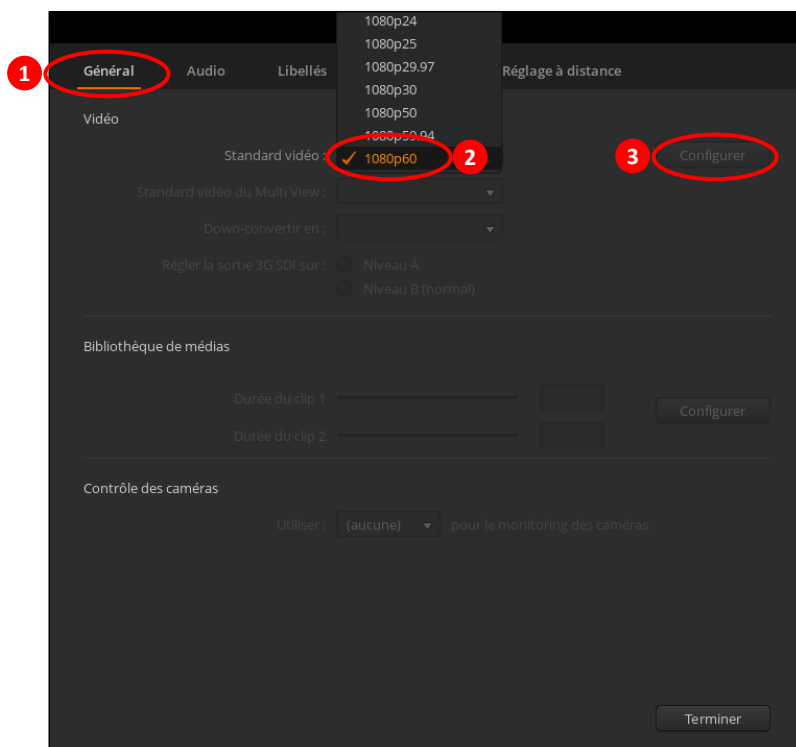 1080p24
1080p25
1 Général Audio Libellés 1080p29.97 Réglage à distance
1080p30
Vidéo 1080p50
1080p59.94
Standard vidéo : ✓ 1080p60 2 3 Configurer
Standard vidéo du Multi View :
Down-convertir en :
Régler la sortie 3G SDI sur : Niveau A
Niveau B (normal)
Bibliothèque de médias
Durée du clip 1
Configurer
Durée du clip 2
Contrôle des caméras
Utiliser : (aucune) pour le monitoring des caméras
Terminer